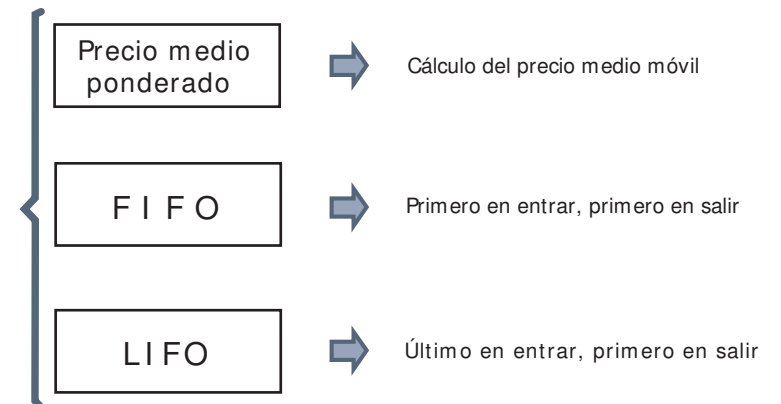 Precio medio
ponderado
Cálculo del precio medio móvil
FIFO
Primero en entrar, primero en salir
LIFO
Último en entrar, primero en salir